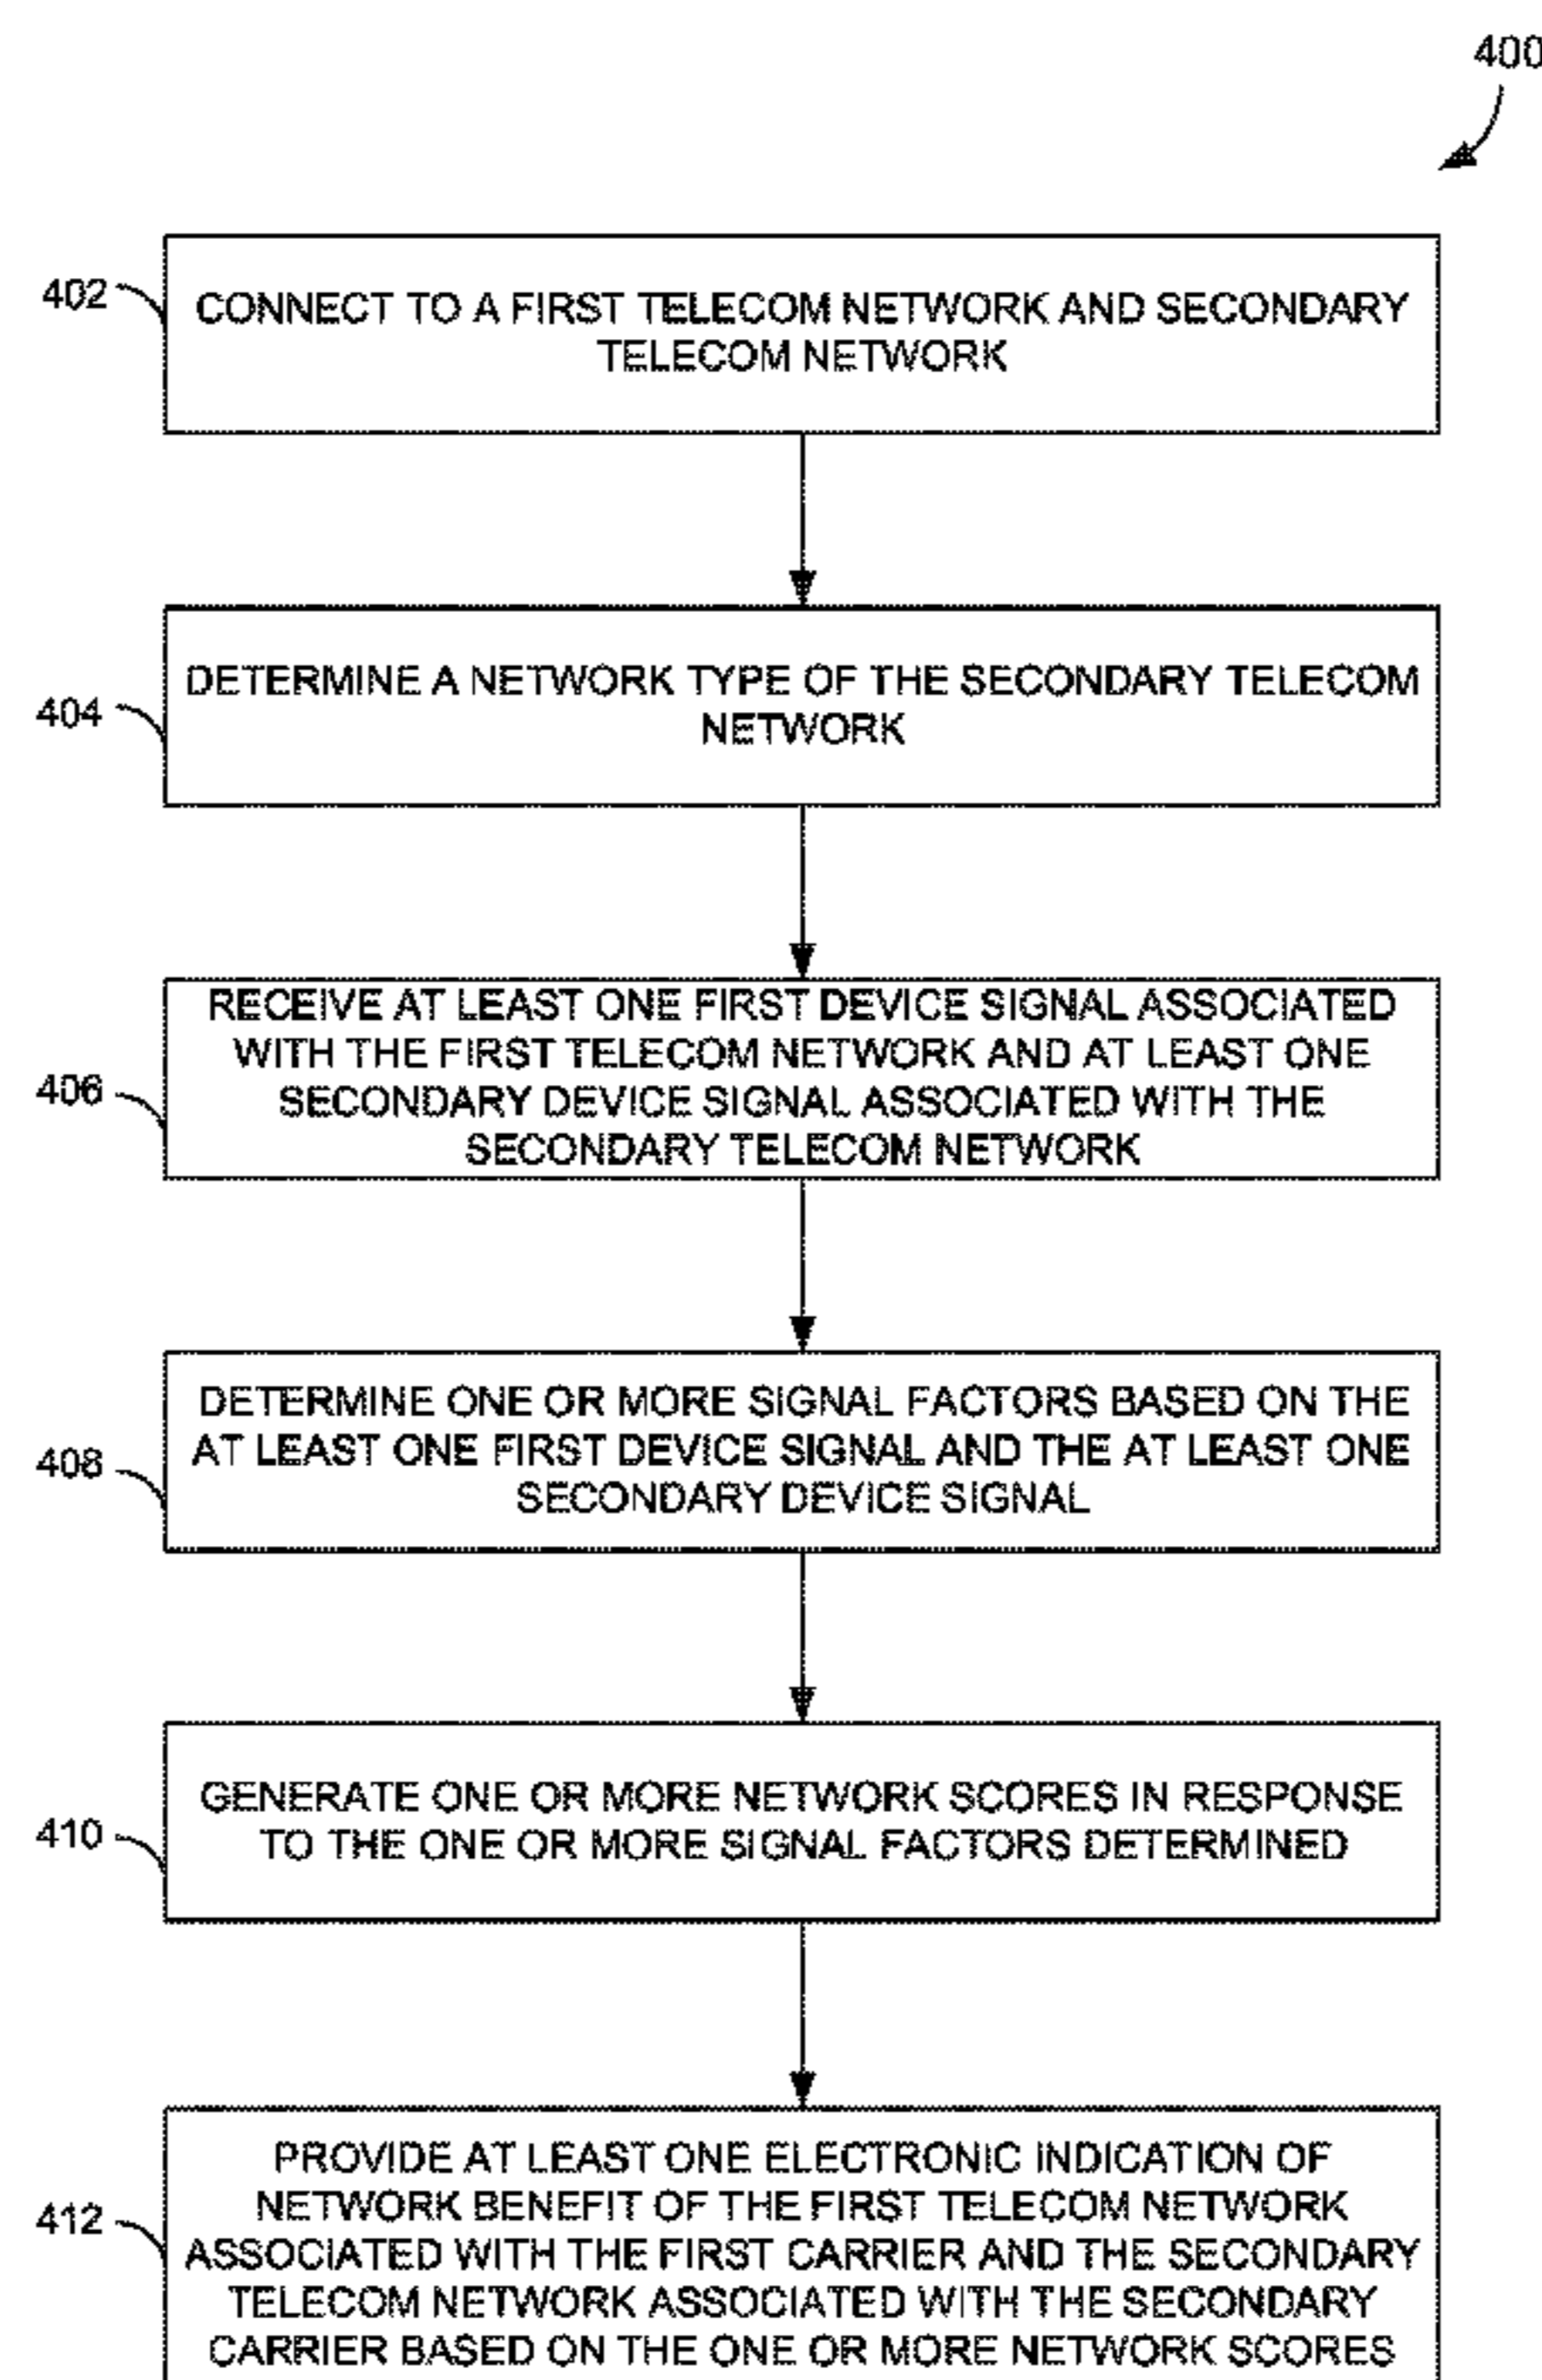 400
402
CONNECT TO A FIRST TELECOM NETWORK AND SECONDARY
TELECOM NETWORK
404
DETERMINE A NETWORK TYPE OF THE SECONDARY TELECOM
NETWORK
406
RECEIVE AT LEAST ONE FIRST DEVICE SIGNAL ASSOCIATED
WITH THE FIRST TELECOM NETWORK AND AT LEAST ONE
SECONDARY DEVICE SIGNAL ASSOCIATED WITH THE
SECONDARY TELECOM NETWORK
408
DETERMINE ONE OR MORE SIGNAL FACTORS BASED ON THE
AT LEAST ONE FIRST DEVICE SIGNAL AND THE AT LEAST ONE
SECONDARY DEVICE SIGNAL
410
GENERATE ONE OR MORE NETWORK SCORES IN RESPONSE
TO THE ONE OR MORE SIGNAL FACTORS DETERMINED
412
PROVIDE AT LEAST ONE ELECTRONIC INDICATION OF
NETWORK BENEFIT OF THE FIRST TELECOM NETWORK
ASSOCIATED WITH THE FIRST CARRIER AND THE SECONDARY
TELECOM NETWORK ASSOCIATED WITH THE SECONDARY
CARRIER BASED ON THE ONE OR MORE NETWORK SCORES